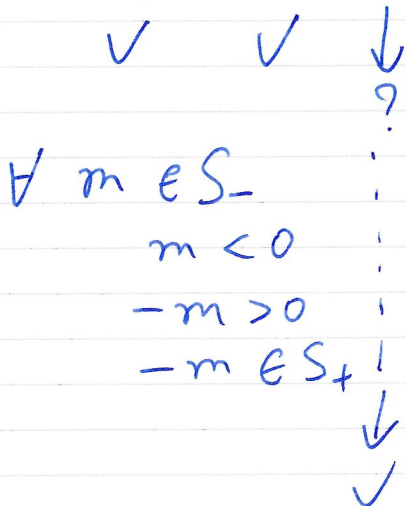 ✓ ✓ ↓
?
∀ m ∈ S₋
m < 0
-m > 0
-m ∈ S₊
↓
✓